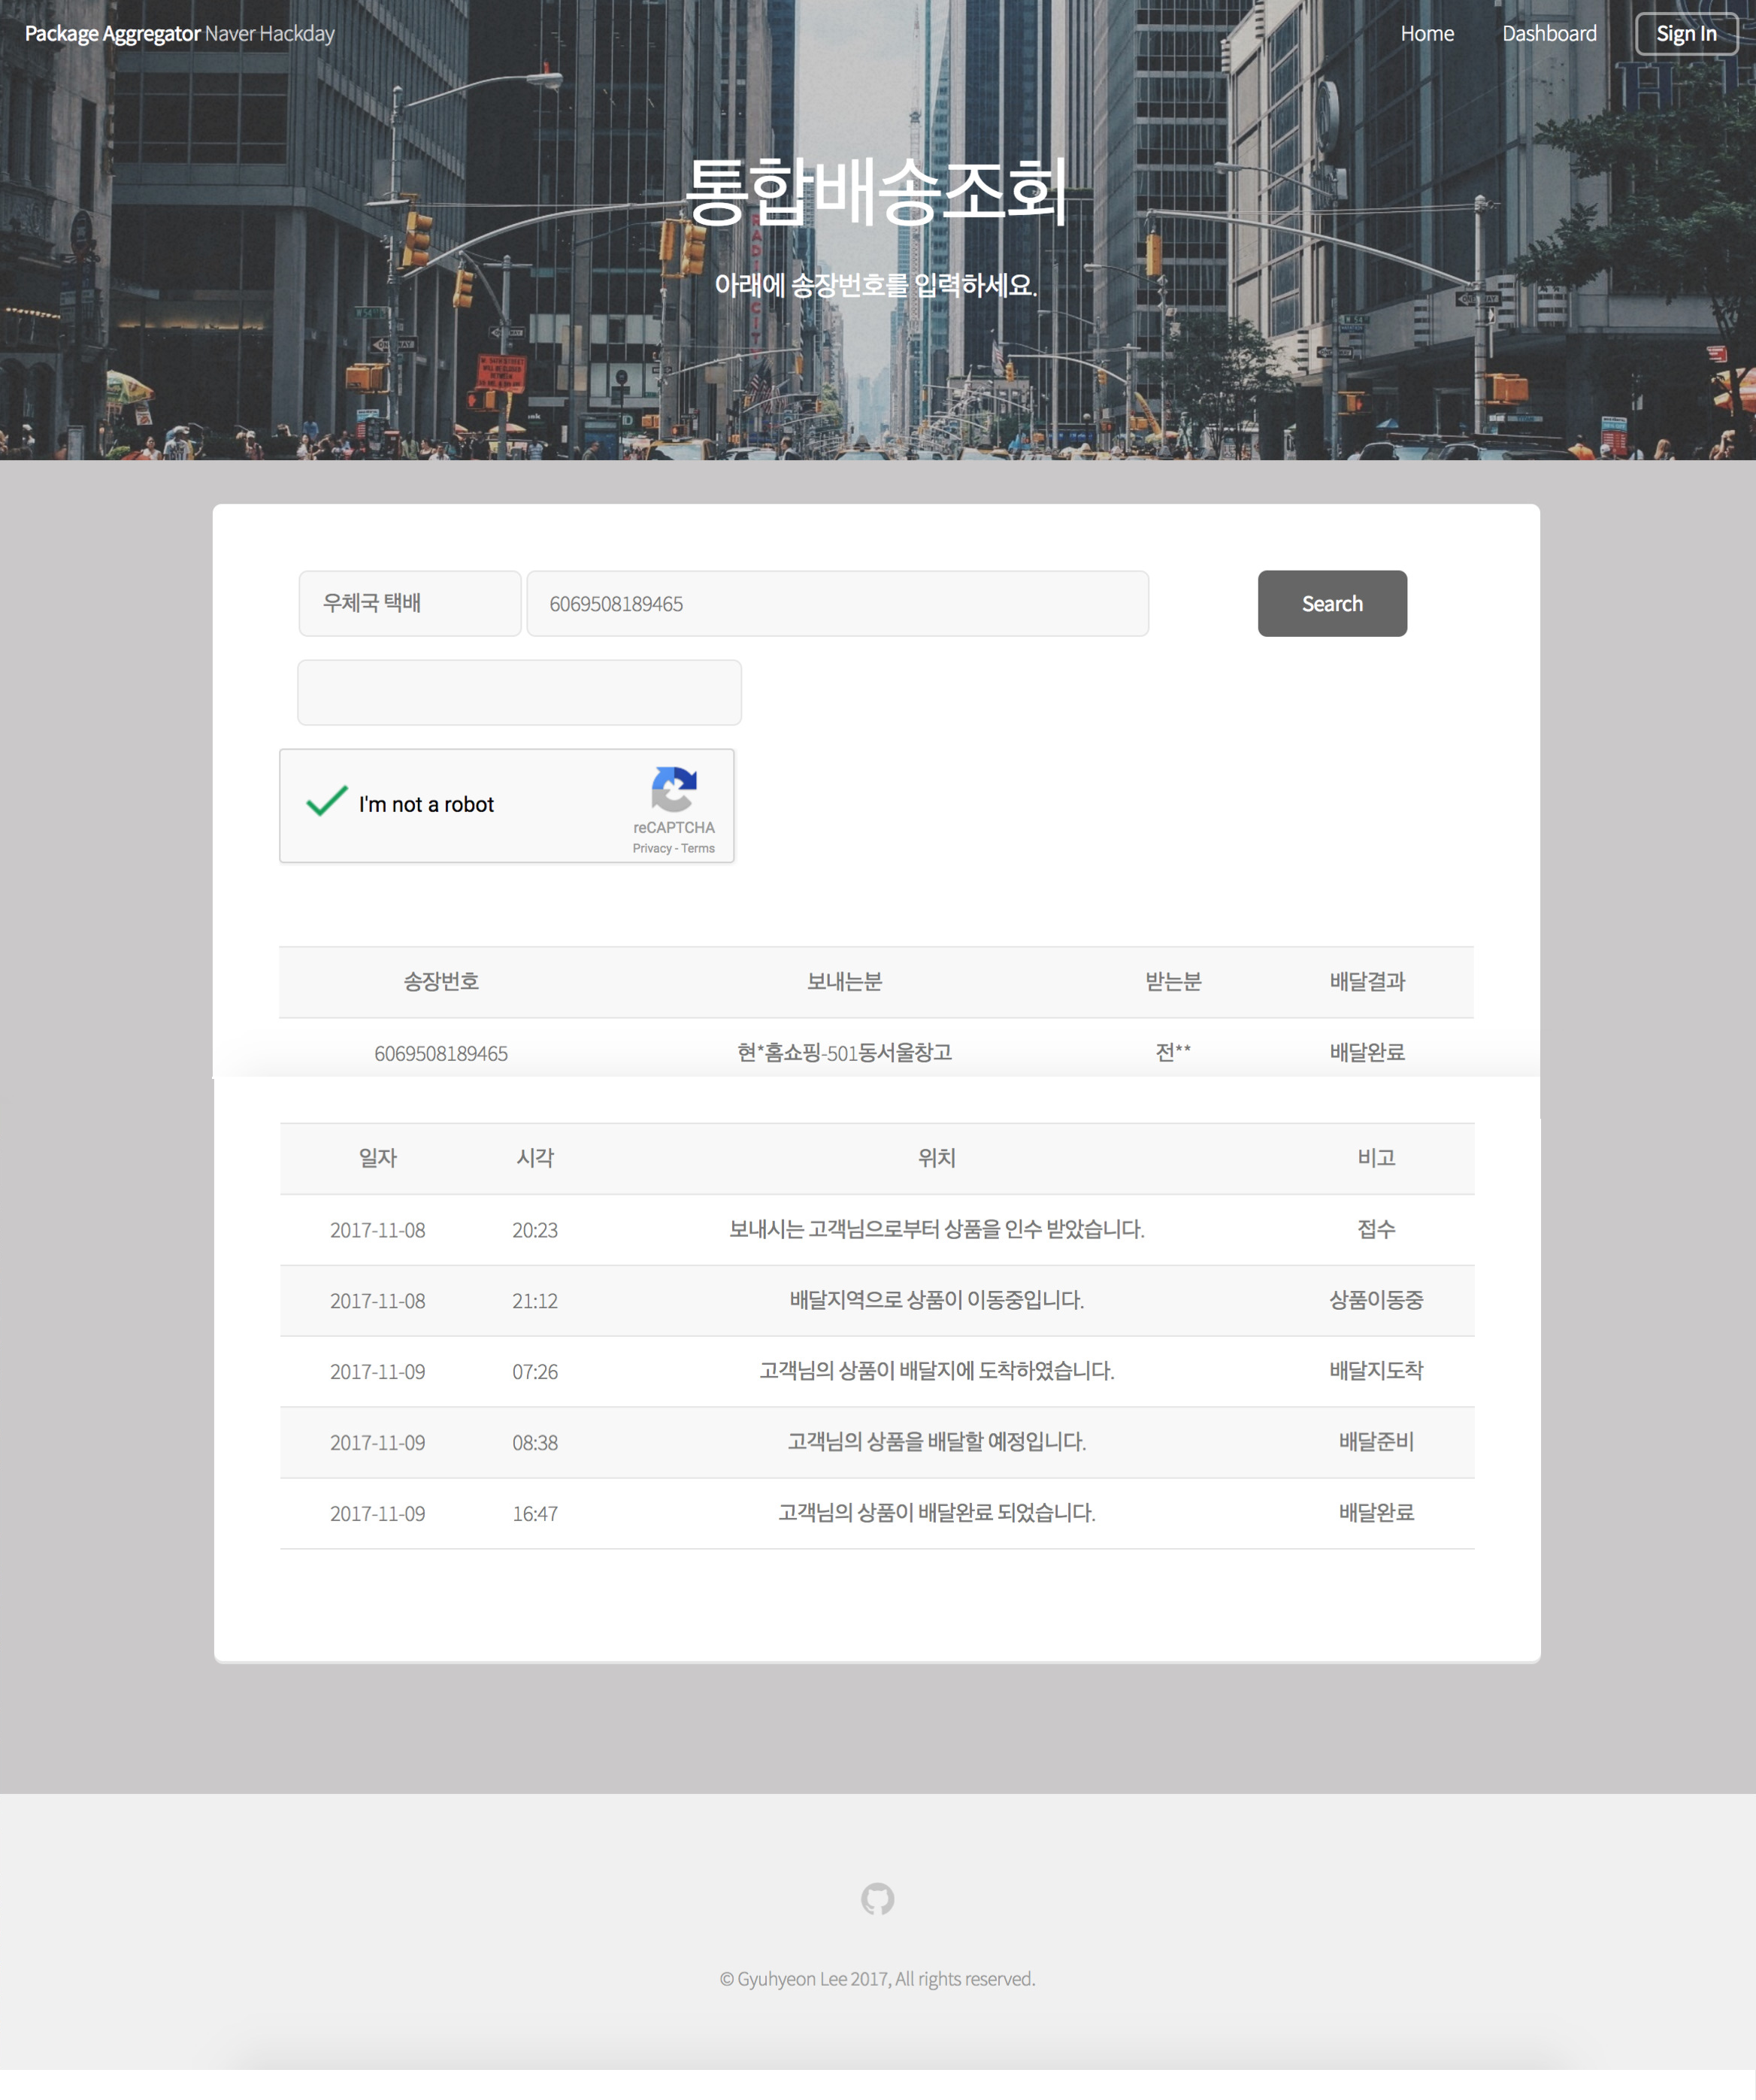 Package Aggregator Naver Hackday
Home Dashboard Sign In
통합배송조회
아래에 송장번호를 입력하세요.
RADIO CITY
ONE WAY
ONE WAY
W 54 ST
우체국 택배 6069508189465 Search
I'm not a robot
reCAPTCHA
Privacy - Terms
송장번호 보내는분 받는분 배달결과
6069508189465 현*홈쇼핑-501동서울창고 전** 배달완료
일자 시각 위치 비고
2017-11-08 20:23 보내시는 고객님으로부터 상품을 인수 받았습니다. 접수
2017-11-08 21:12 배달지역으로 상품이 이동중입니다. 상품이동중
2017-11-09 07:26 고객님의 상품이 배달지에 도착하였습니다. 배달지도착
2017-11-09 08:38 고객님의 상품을 배달할 예정입니다. 배달준비
2017-11-09 16:47 고객님의 상품이 배달완료 되었습니다. 배달완료
© Gyuhyeon Lee 2017, All rights reserved.